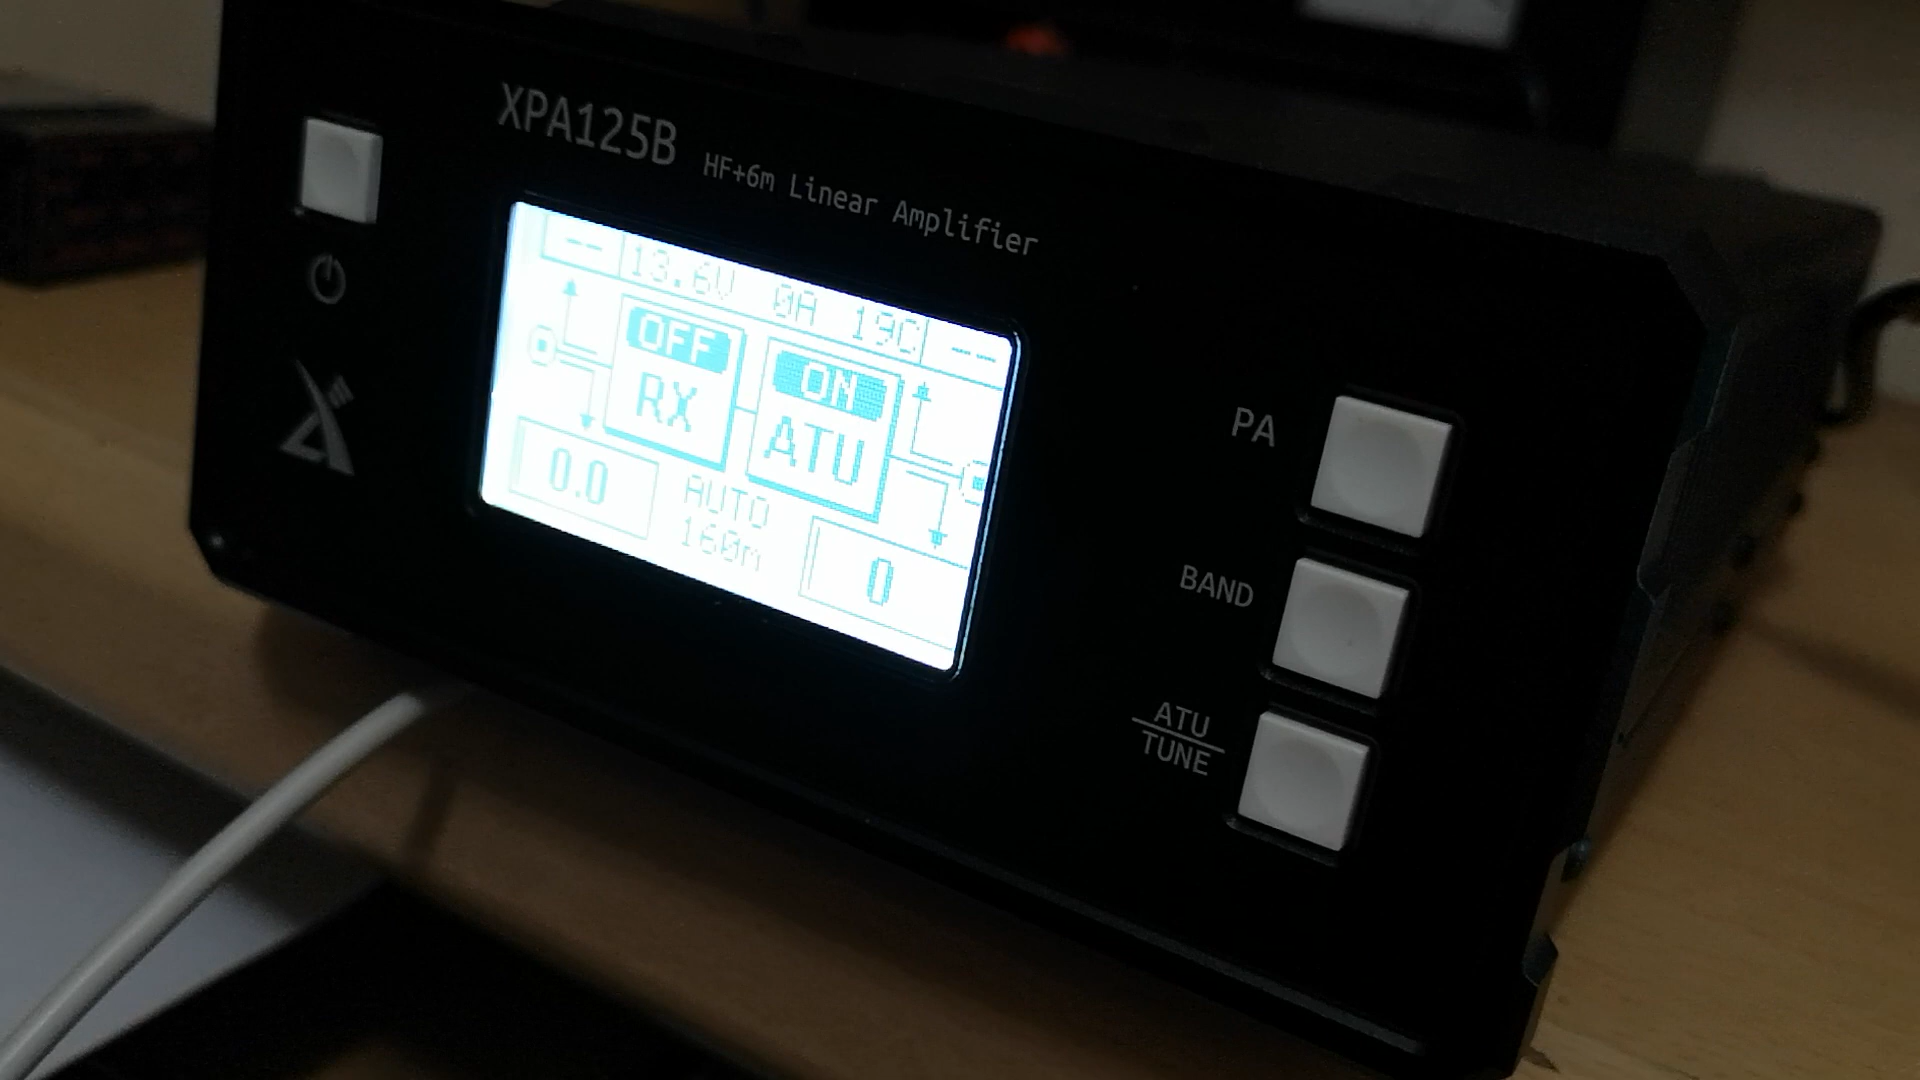 XPA125B HF+6m Linear Amplifier
-- 13.6V 0A 19C -- --
OFF
RX
ON
ATU
0.0
AUTO
160m
0
PA
BAND
ATU
TUNE